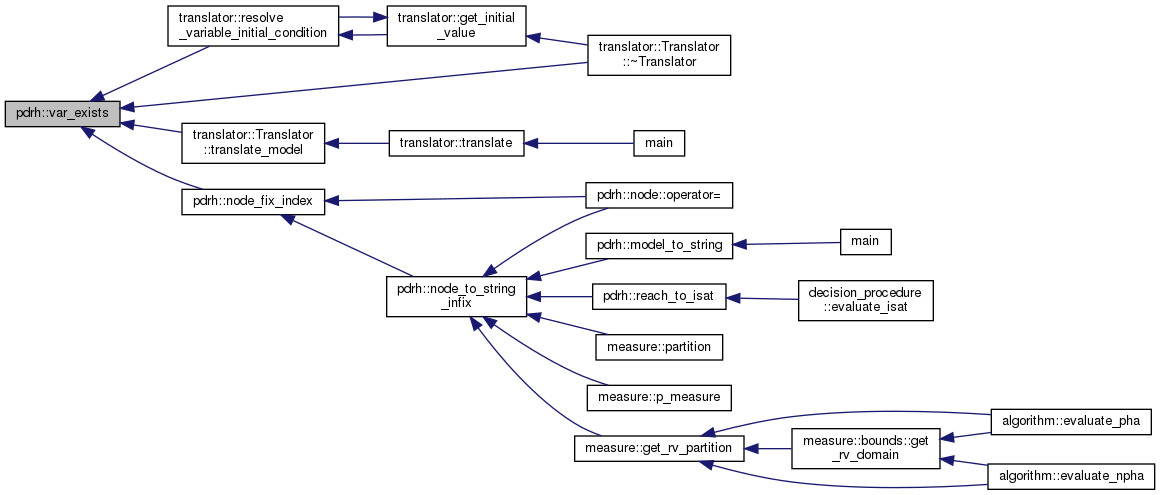 translator::resolve
_variable_initial_condition
translator::get_initial
_value
translator::Translator
::~Translator
pdrh::var_exists
translator::Translator
::translate_model
translator::translate
main
pdrh::node_fix_index
pdrh::node::operator=
pdrh::model_to_string
main
pdrh::node_to_string
_infix
pdrh::reach_to_isat
decision_procedure
::evaluate_isat
measure::partition
measure::p_measure
measure::get_rv_partition
measure::bounds::get
_rv_domain
algorithm::evaluate_pha
algorithm::evaluate_npha